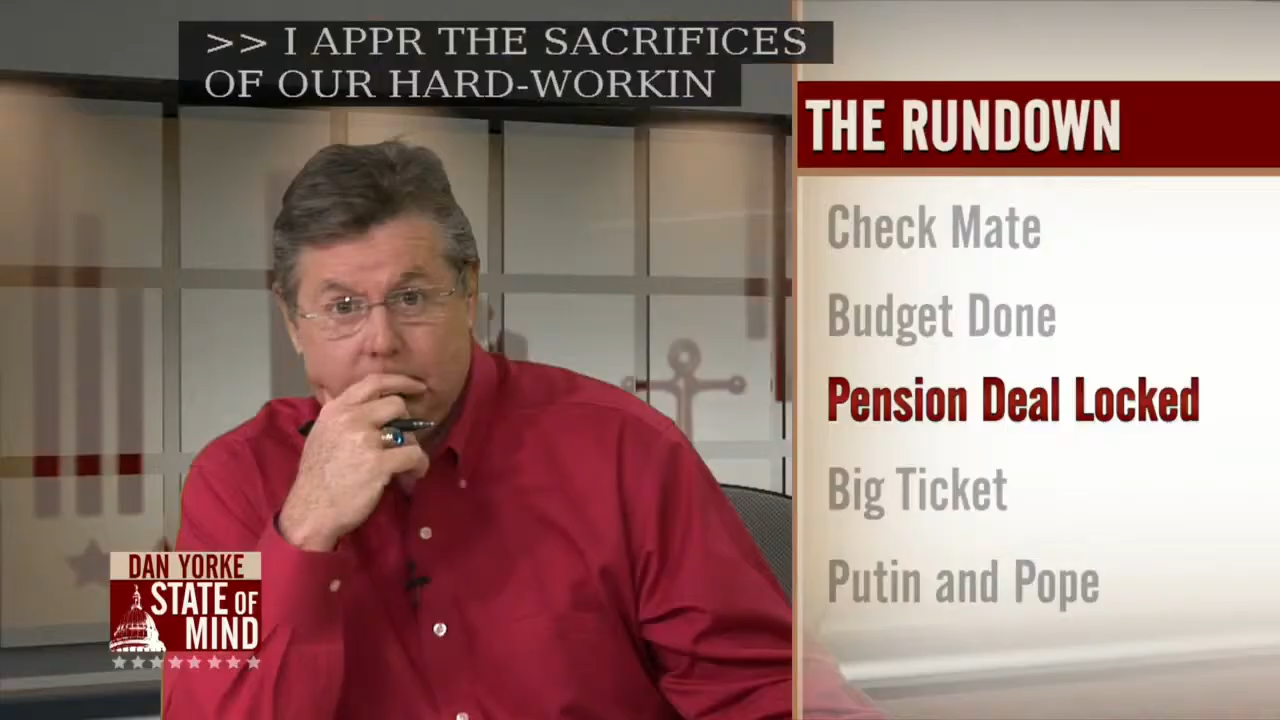 >> I APPR THE SACRIFICES
OF OUR HARD-WORKIN
THE RUNDOWN
Check Mate
Budget Done
Pension Deal Locked
Big Ticket
Putin and Pope
DAN YORKE
STATE OF
MIND